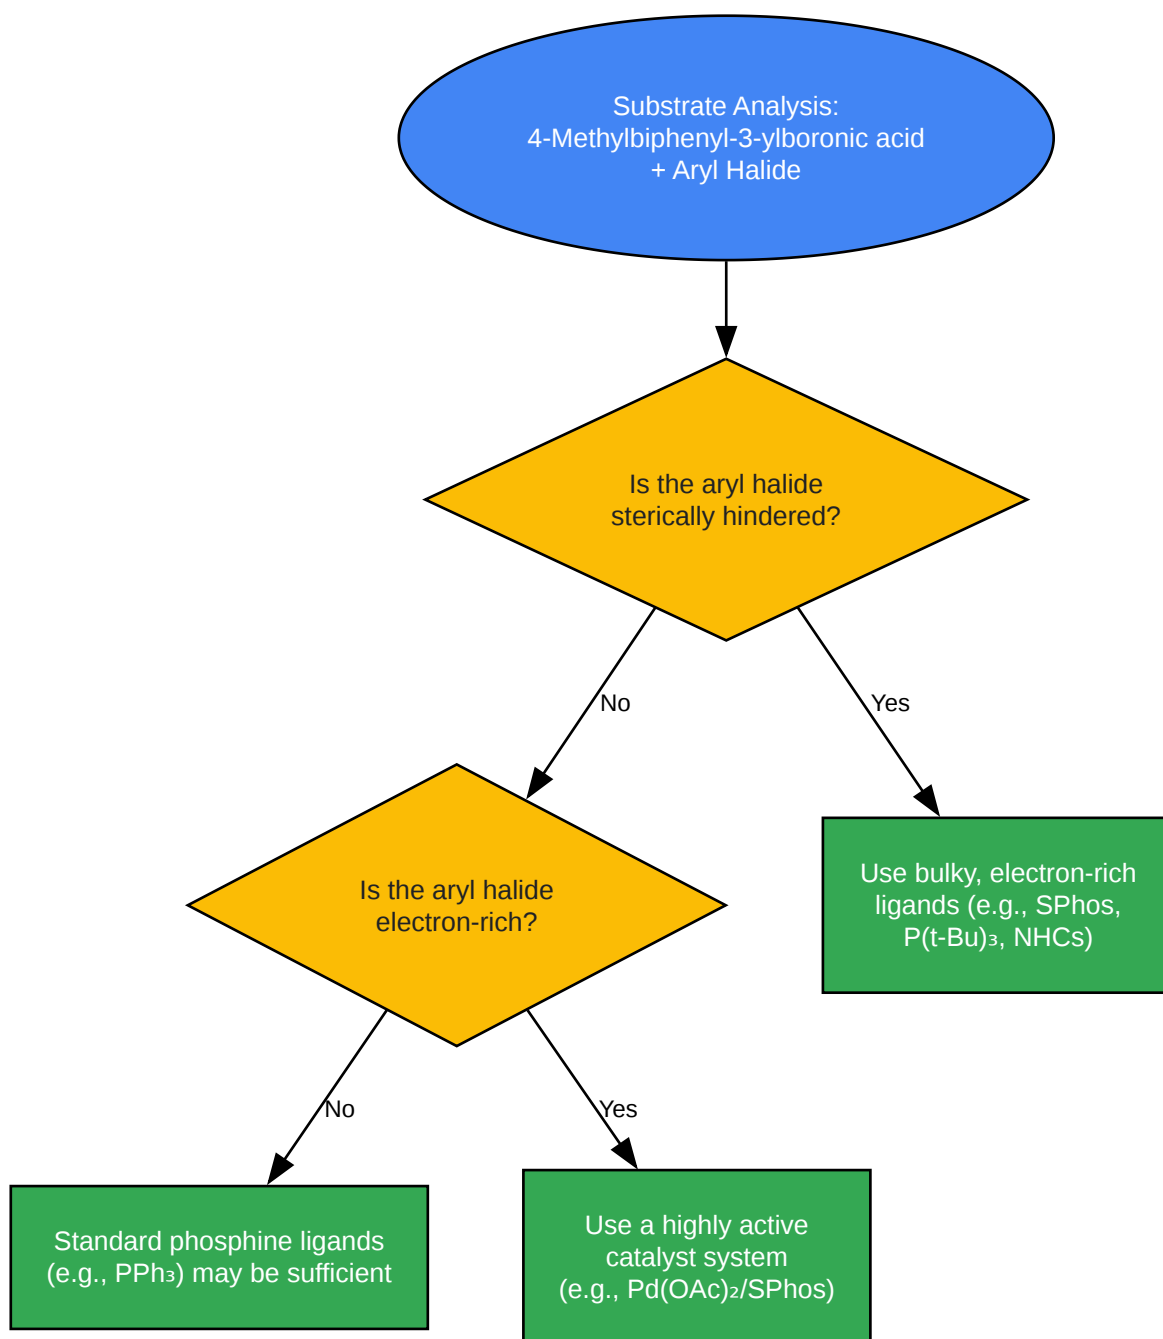 Substrate Analysis:
4-Methylbiphenyl-3-ylboronic acid
+ Aryl Halide
Is the aryl halide
sterically hindered?
No
Yes
Is the aryl halide
electron-rich?
Use bulky, electron-rich
ligands (e.g., SPhos,
P(t-Bu)₃, NHCs)
No
Yes
Standard phosphine ligands
(e.g., PPh₃) may be sufficient
Use a highly active
catalyst system
(e.g., Pd(OAc)₂/SPhos)